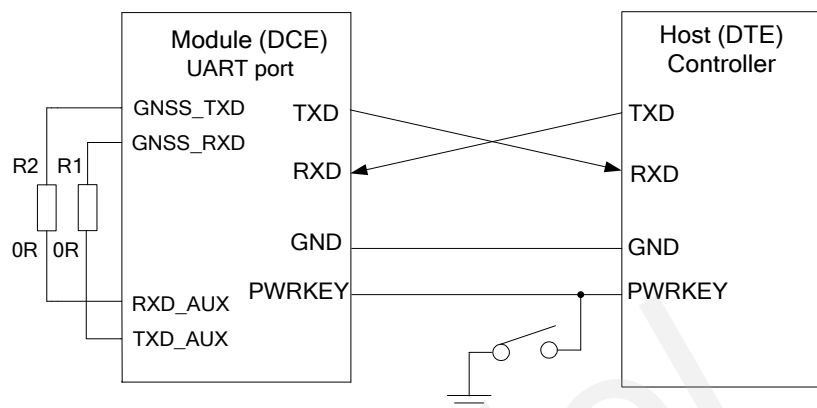 Module (DCE)
UART port
Host (DTE)
Controller
GNSS_TXD
TXD
TXD
GNSS_RXD
R2
R1
RXD
RXD
0R
0R
GND
GND
RXD_AUX
PWRKEY
PWRKEY
TXD_AUX